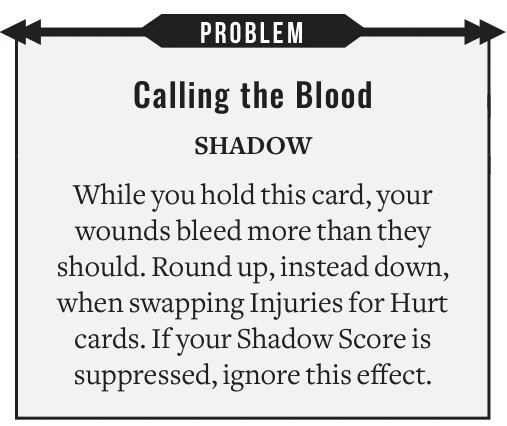 PROBLEM
Calling the Blood
SHADOW
While you hold this card, your
wounds bleed more than they
should. Round up, instead down,
when swapping Injuries for Hurt
cards. If your Shadow Score is
suppressed, ignore this effect.